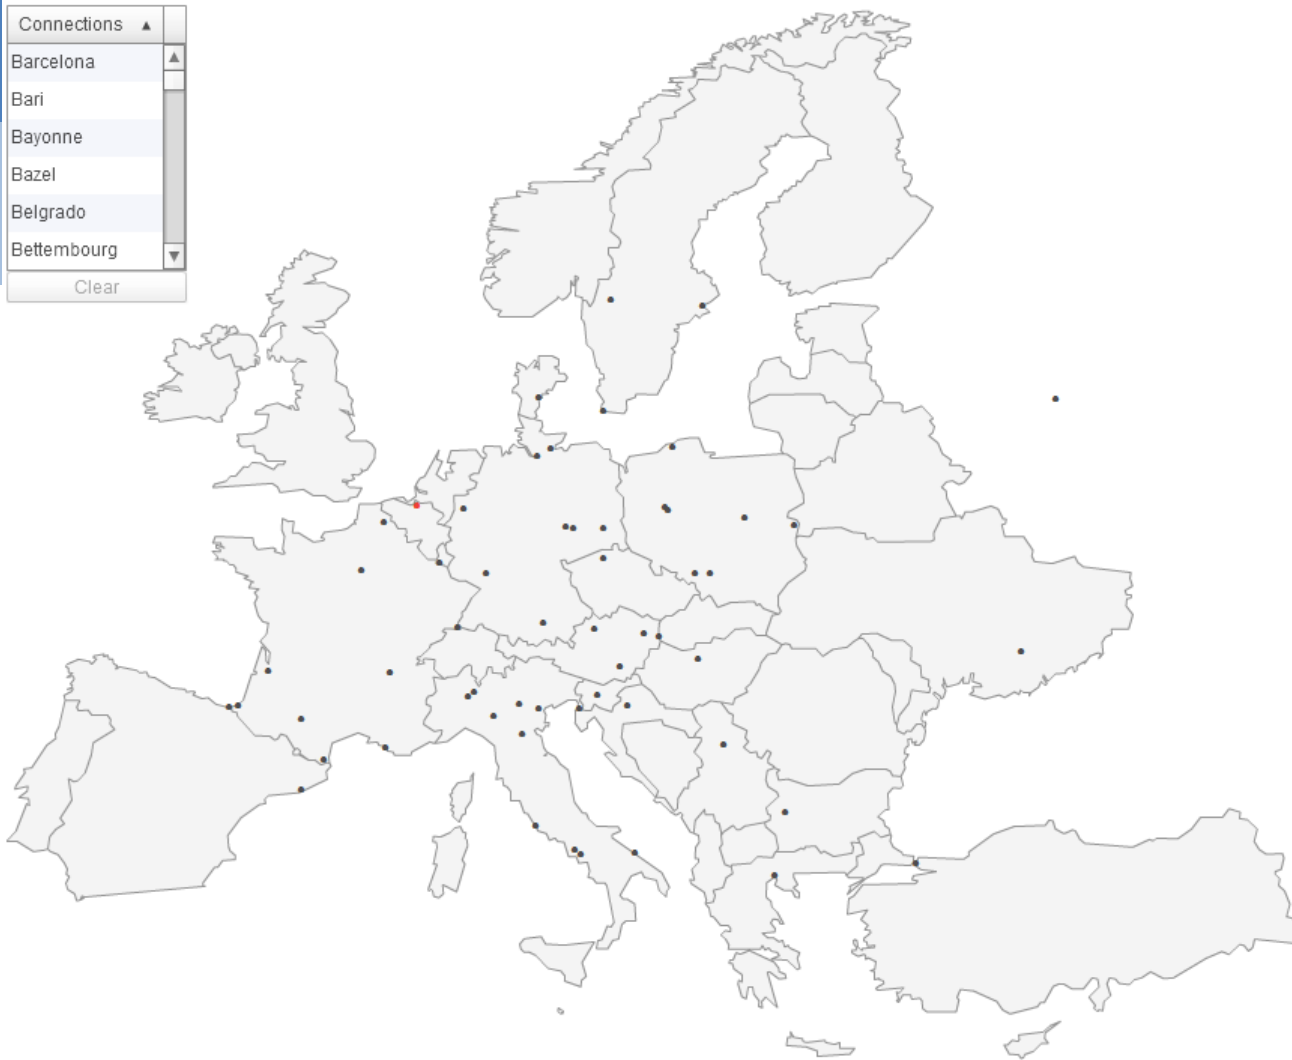 Connections ▲
Barcelona
Bari
Bayonne
Bazel
Belgrado
Bettembourg
Clear